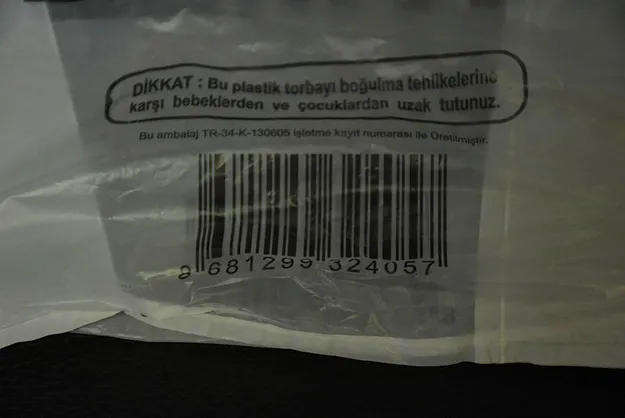 DİKKAT : Bu plastik torbayı boğulma tehilkelerine
karşı bebeklerden ve çocuklardan uzak tutunuz.
Bu ambalaj TR-34-K-130605 işletme kayıt numarası ile Üretilmiştir.
8 681299 324057